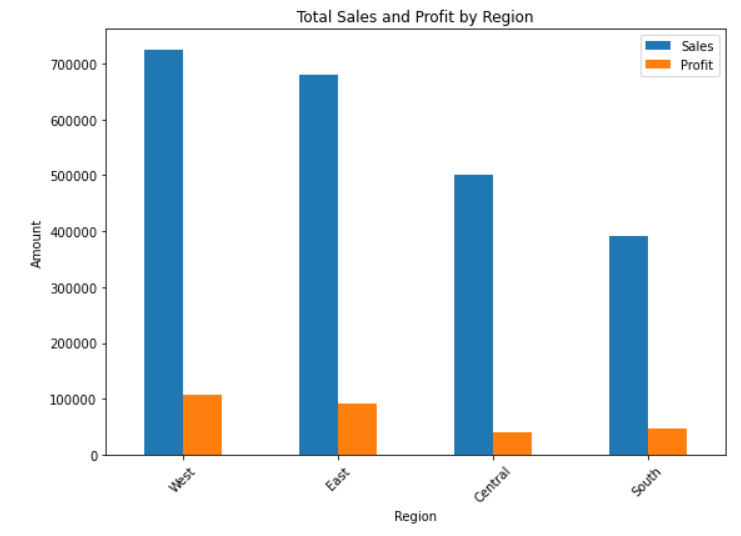 Total Sales and Profit by Region
Sales
Profit
700000
600000
500000
400000
300000
200000
100000
0
Amount
West
East
Central
South
Region